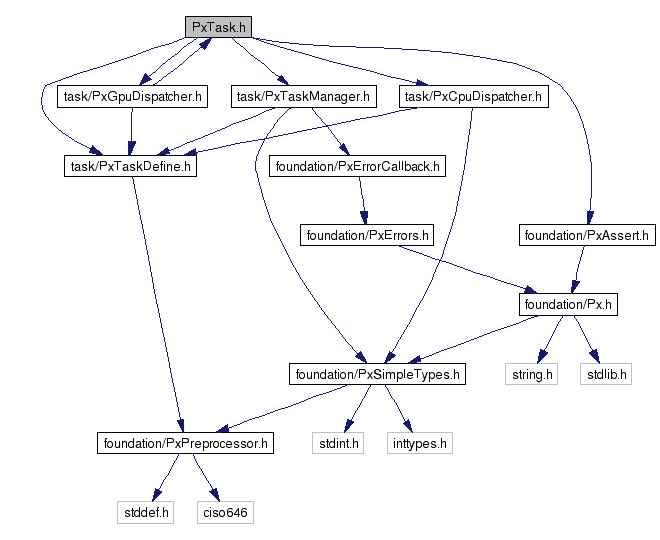 PxTask.h
task/PxGpuDispatcher.h
task/PxTaskManager.h
task/PxCpuDispatcher.h
task/PxTaskDefine.h
foundation/PxErrorCallback.h
foundation/PxErrors.h
foundation/PxAssert.h
foundation/Px.h
foundation/PxSimpleTypes.h
string.h
stdlib.h
foundation/PxPreprocessor.h
stdint.h
inttypes.h
stddef.h
ciso646